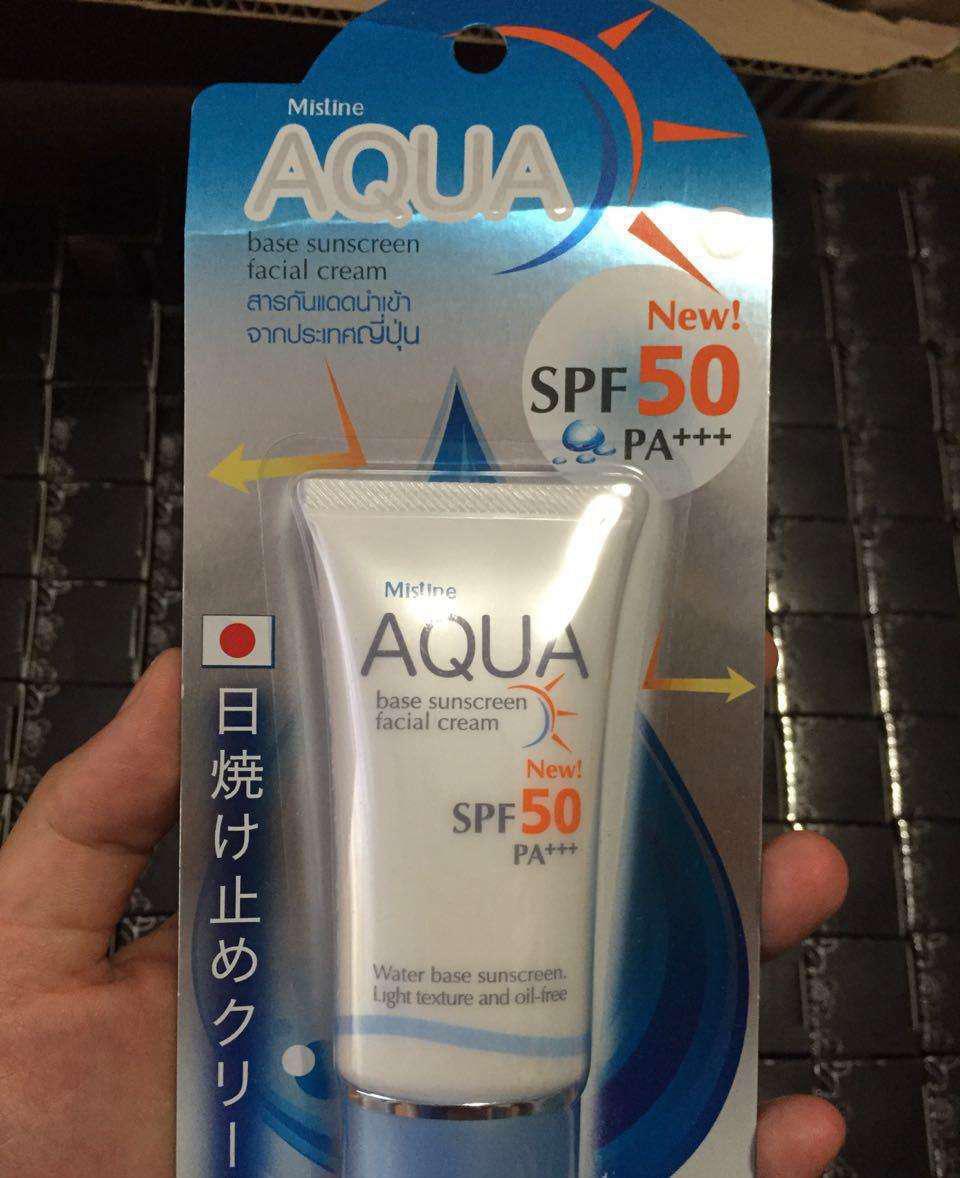 Mistine
AQUA
base sunscreen
facial cream
สารกันแดดนำเข้า
จากประเทศญี่ปุ่น
New!
SPF 50
PA+++
Mistine
AQUA
base sunscreen
facial cream
New!
SPF 50
PA+++
Water base sunscreen.
Light texture and oil-free
日焼け止めクリー